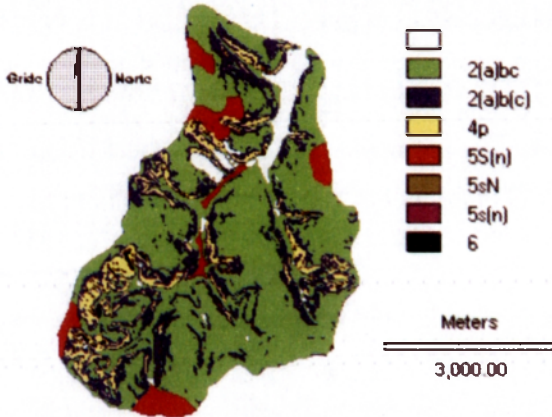 Gride Norte
2(a)bc
2(a)b(c)
4p
5S(n)
5sN
5s(n)
6
Meters
3,000.00